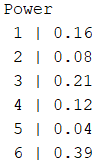 Power
1 | 0.16
2 | 0.08
3 | 0.21
4 | 0.12
5 | 0.04
6 | 0.39